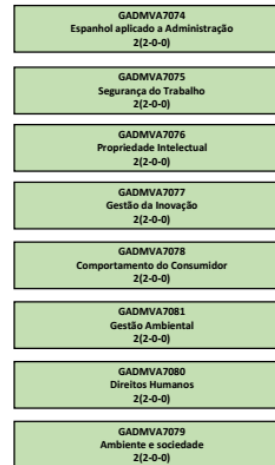 GADMVA7074
Espanhol aplicado a Administração
2(2-0-0)
GADMVA7075
Segurança do Trabalho
2(2-0-0)
GADMVA7076
Propriedade Intelectual
2(2-0-0)
GADMVA7077
Gestão da Inovação
2(2-0-0)
GADMVA7078
Comportamento do Consumidor
2(2-0-0)
GADMVA7081
Gestão Ambiental
2(2-0-0)
GADMVA7080
Direitos Humanos
2(2-0-0)
GADMVA7079
Ambiente e sociedade
2(2-0-0)